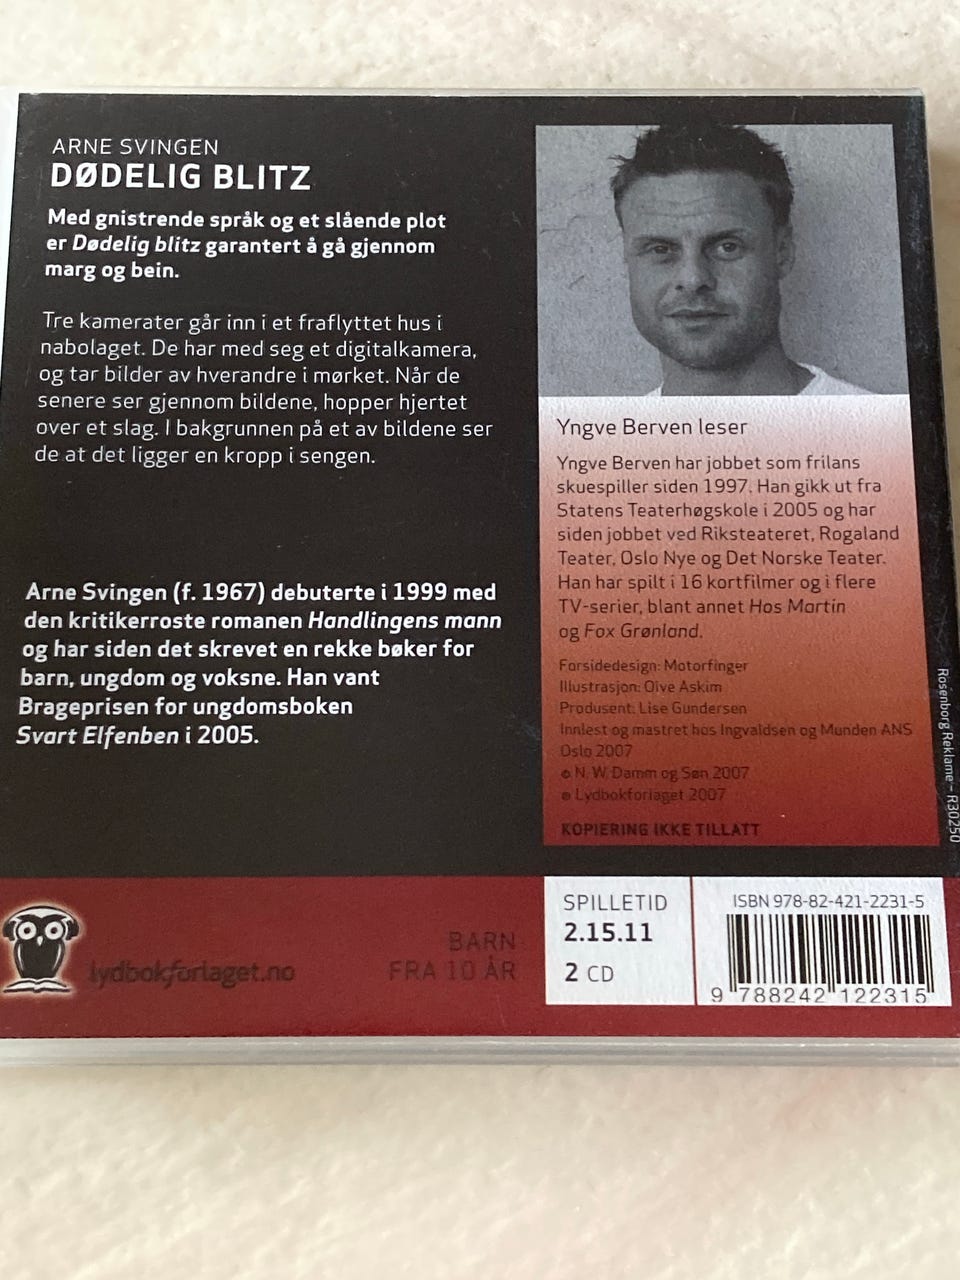 ARNE SVINGEN
DØDELIG BLITZ
Med gnistrende språk og et slående plot
er Dødelig blitz garantert å gå gjennom
marg og bein.
Tre kamerater går inn i et fraflyttet hus i
nabolaget. De har med seg et digitalkamera,
og tar bilder av hverandre i mørket. Når de
senere ser gjennom bildene, hopper hjertet
over et slag. I bakgrunnen på et av bildene ser
de at det ligger en kropp i sengen.
Arne Svingen (f. 1967) debuterte i 1999 med
den kritikerroste romanen Handlingens mann
og har siden det skrevet en rekke bøker for
barn, ungdom og voksne. Han vant
Brageprisen for ungdomsboken
Svart Elfenben i 2005.
Yngve Berven leser
Yngve Berven har jobbet som frilans
skuespiller siden 1997. Han gikk ut fra
Statens Teaterhøgskole i 2005 og har
siden jobbet ved Riksteateret, Rogaland
Teater, Oslo Nye og Det Norske Teater.
Han har spilt i 16 kortfilmer og i flere
TV-serier, blant annet Hos Martin
og Fox Grønland.
Forsidedesign: Motorfinger
Illustrasjon: Oive Askim
Produsent: Lise Gundersen
Innlest og mastret hos Ingvaldsen og Munden ANS
Oslo 2007
© N. W. Damm og Søn 2007
℗ Lydbokforlaget 2007
KOPIERING IKKE TILLATT
Rosenborg Reklame – R30250
lydbokforlaget.no
BARN
FRA 10 ÅR
SPILLETID
2.15.11
2 CD
ISBN 978-82-421-2231-5
9 788242 122315